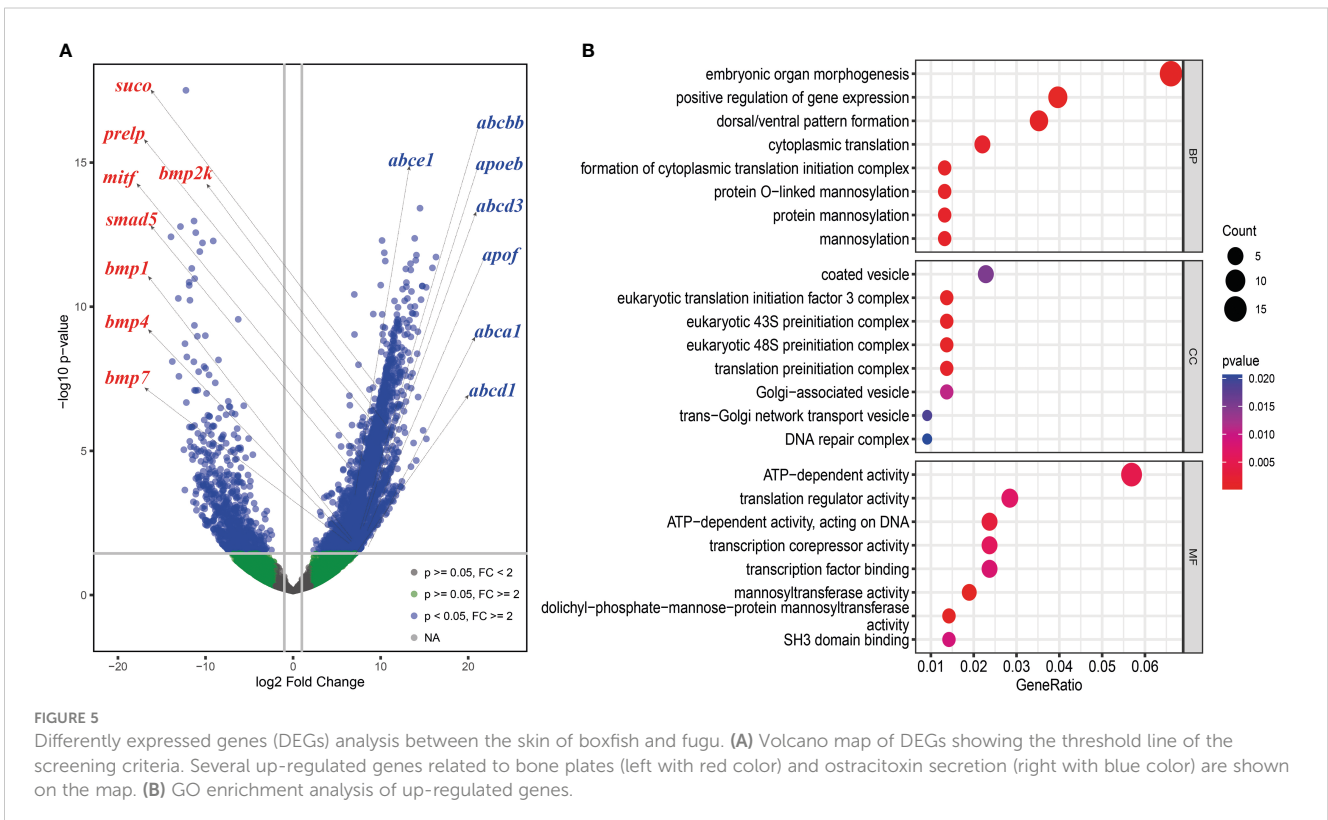 A
suco
prelp
mitf
bmp2k
smad5
bmp1
bmp4
bmp7
abce1
abcbb
apoeb
abcd3
apof
abca1
abcd1
15
10
5
0
−log10 p−value
p >= 0.05, FC < 2
p >= 0.05, FC >= 2
p < 0.05, FC >= 2
NA
−20 −10 0 10 20
log2 Fold Change
B
embryonic organ morphogenesis
positive regulation of gene expression
dorsal/ventral pattern formation
cytoplasmic translation
formation of cytoplasmic translation initiation complex
protein O−linked mannosylation
protein mannosylation
mannosylation
BP
coated vesicle
eukaryotic translation initiation factor 3 complex
eukaryotic 43S preinitiation complex
eukaryotic 48S preinitiation complex
translation preinitiation complex
Golgi−associated vesicle
trans−Golgi network transport vesicle
DNA repair complex
CC
ATP−dependent activity
translation regulator activity
ATP−dependent activity, acting on DNA
transcription corepressor activity
transcription factor binding
mannosyltransferase activity
dolichyl−phosphate−mannose−protein mannosyltransferase
activity
SH3 domain binding
MF
0.01 0.02 0.03 0.04 0.05 0.06
GeneRatio
Count
5
10
15
pvalue
0.020
0.015
0.010
0.005
FIGURE 5
Differently expressed genes (DEGs) analysis between the skin of boxfish and fugu. (A) Volcano map of DEGs showing the threshold line of the
screening criteria. Several up-regulated genes related to bone plates (left with red color) and ostracitoxin secretion (right with blue color) are shown
on the map. (B) GO enrichment analysis of up-regulated genes.